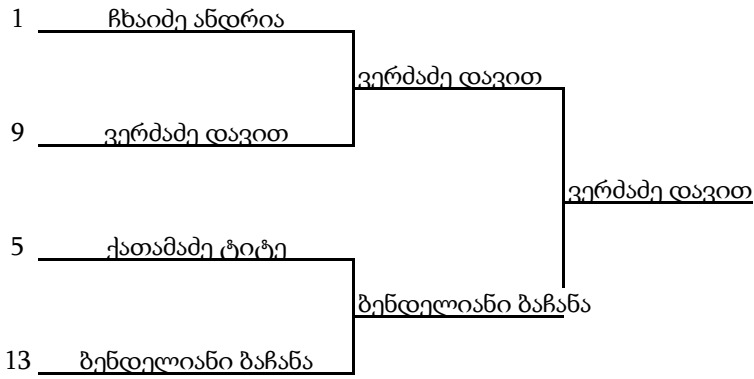 1 ჩხაიძე ანდრია
ვერძაძე დავით
9 ვერძაძე დავით
ვერძაძე დავით
5 ქათამაძე ტიტე
ბენდელიანი ბაჩანა
13 ბენდელიანი ბაჩანა